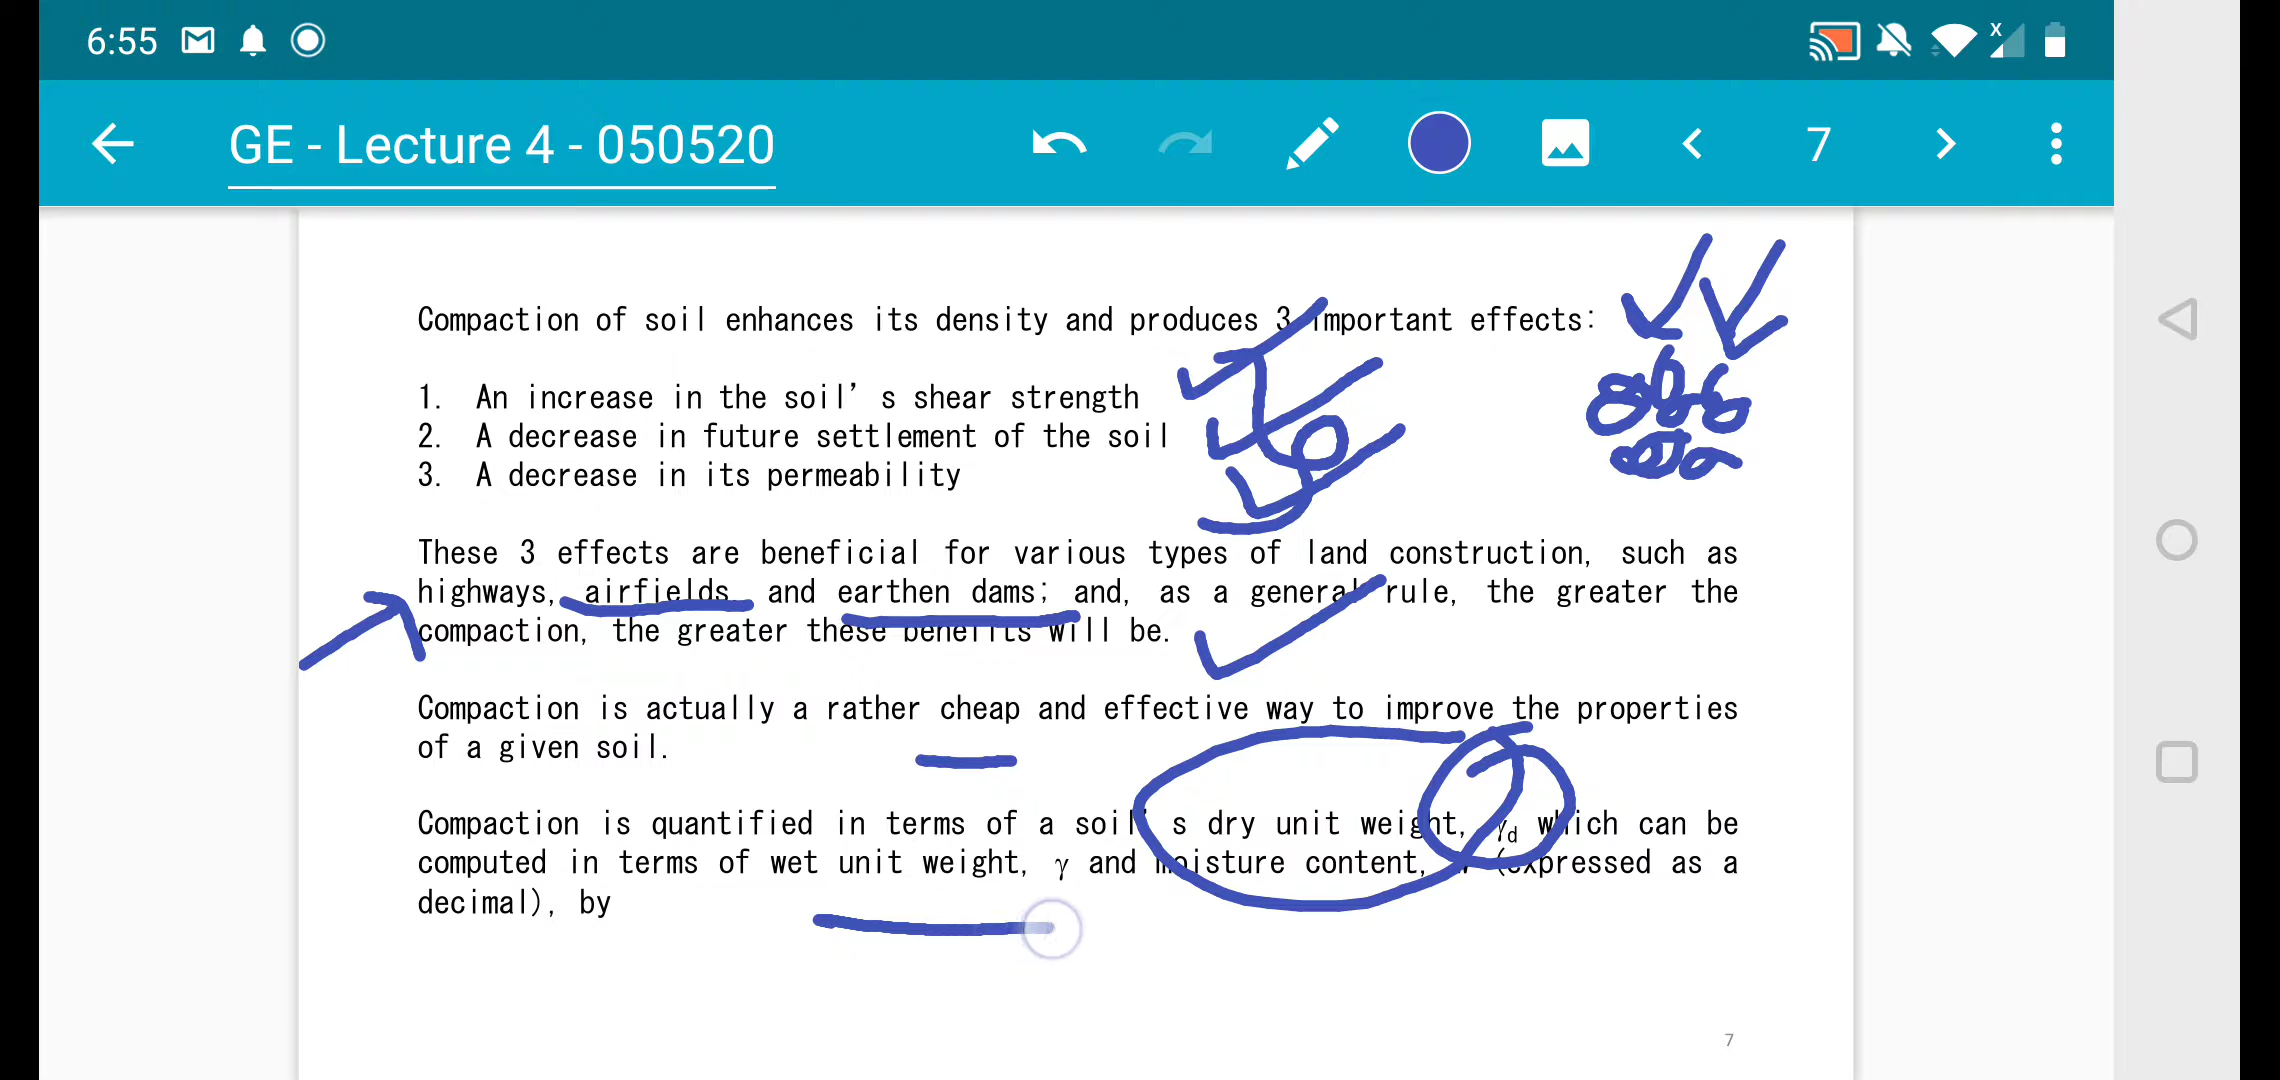 6:55
GE - Lecture 4 - 050520
7
Compaction of soil enhances its density and produces 3 important effects:
1. An increase in the soil's shear strength
2. A decrease in future settlement of the soil
3. A decrease in its permeability
These 3 effects are beneficial for various types of land construction, such as
highways, airfields, and earthen dams; and, as a general rule, the greater the
compaction, the greater these benefits will be.
Compaction is actually a rather cheap and effective way to improve the properties
of a given soil.
Compaction is quantified in terms of a soil's dry unit weight, γd which can be
computed in terms of wet unit weight, γ and moisture content, w (expressed as a
decimal), by
7